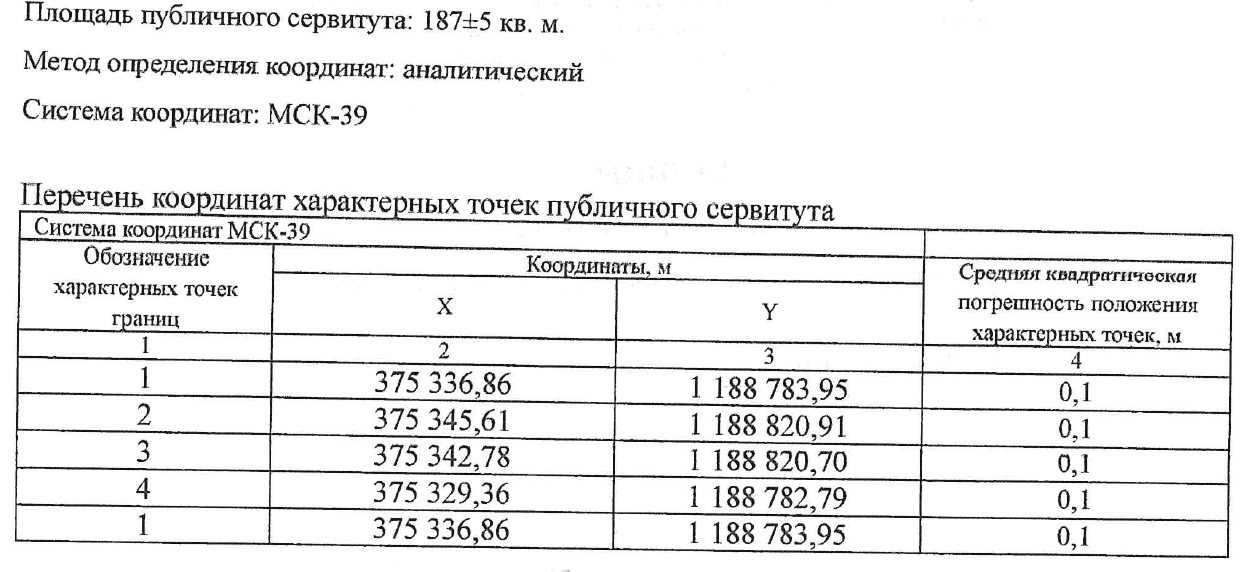 Площадь публичного сервитута: 187±5 кв. м.
Метод определения координат: аналитический
Система координат: МСК-39
Перечень координат характерных точек публичного сервитута
Система координат МСК-39
Обозначение характерных точек границ
Координаты, м
Средняя квадратическая погрешность положения характерных точек, м
X
Y
1 2 3 4
1 375 336,86 1 188 783,95 0,1
2 375 345,61 1 188 820,91 0,1
3 375 342,78 1 188 820,70 0,1
4 375 329,36 1 188 782,79 0,1
1 375 336,86 1 188 783,95 0,1